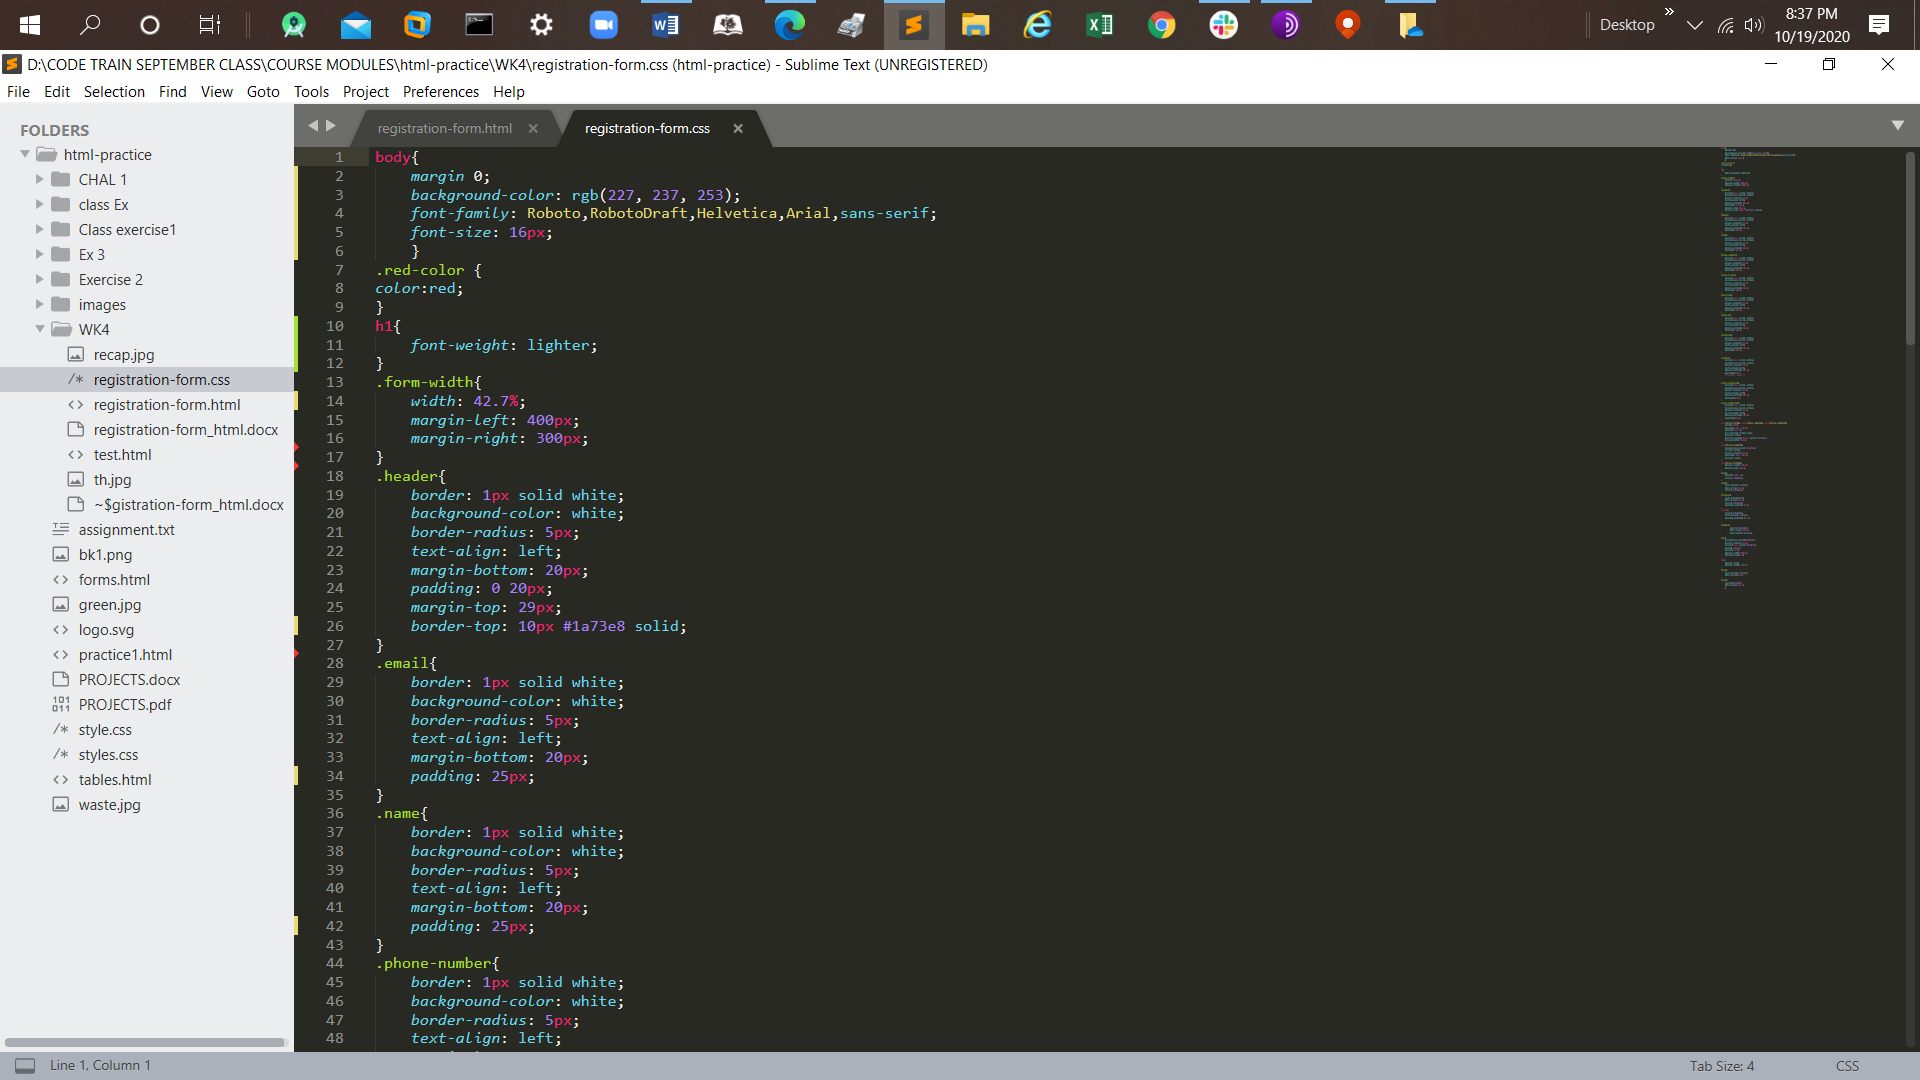 Desktop
»
8:37 PM
10/19/2020
D:\CODE TRAIN SEPTEMBER CLASS\COURSE MODULES\html-practice\WK4\registration-form.css (html-practice) - Sublime Text (UNREGISTERED)
File Edit Selection Find View Goto Tools Project Preferences Help
FOLDERS
html-practice
CHAL 1
class Ex
Class exercise1
Ex 3
Exercise 2
images
WK4
recap.jpg
/* registration-form.css
<> registration-form.html
registration-form_html.docx
<> test.html
th.jpg
~$gistration-form_html.docx
assignment.txt
bk1.png
<> forms.html
green.jpg
<> logo.svg
<> practice1.html
PROJECTS.docx
PROJECTS.pdf
/* style.css
/* styles.css
<> tables.html
waste.jpg
registration-form.html × registration-form.css ×
1 body{
2 margin 0;
3 background-color: rgb(227, 237, 253);
4 font-family: Roboto,RobotoDraft,Helvetica,Arial,sans-serif;
5 font-size: 16px;
6 }
7 .red-color {
8 color:red;
9 }
10 h1{
11 font-weight: lighter;
12 }
13 .form-width{
14 width: 42.7%;
15 margin-left: 400px;
16 margin-right: 300px;
17 }
18 .header{
19 border: 1px solid white;
20 background-color: white;
21 border-radius: 5px;
22 text-align: left;
23 margin-bottom: 20px;
24 padding: 0 20px;
25 margin-top: 29px;
26 border-top: 10px #1a73e8 solid;
27 }
28 .email{
29 border: 1px solid white;
30 background-color: white;
31 border-radius: 5px;
32 text-align: left;
33 margin-bottom: 20px;
34 padding: 25px;
35 }
36 .name{
37 border: 1px solid white;
38 background-color: white;
39 border-radius: 5px;
40 text-align: left;
41 margin-bottom: 20px;
42 padding: 25px;
43 }
44 .phone-number{
45 border: 1px solid white;
46 background-color: white;
47 border-radius: 5px;
48 text-align: left;
Line 1, Column 1
Tab Size: 4
CSS